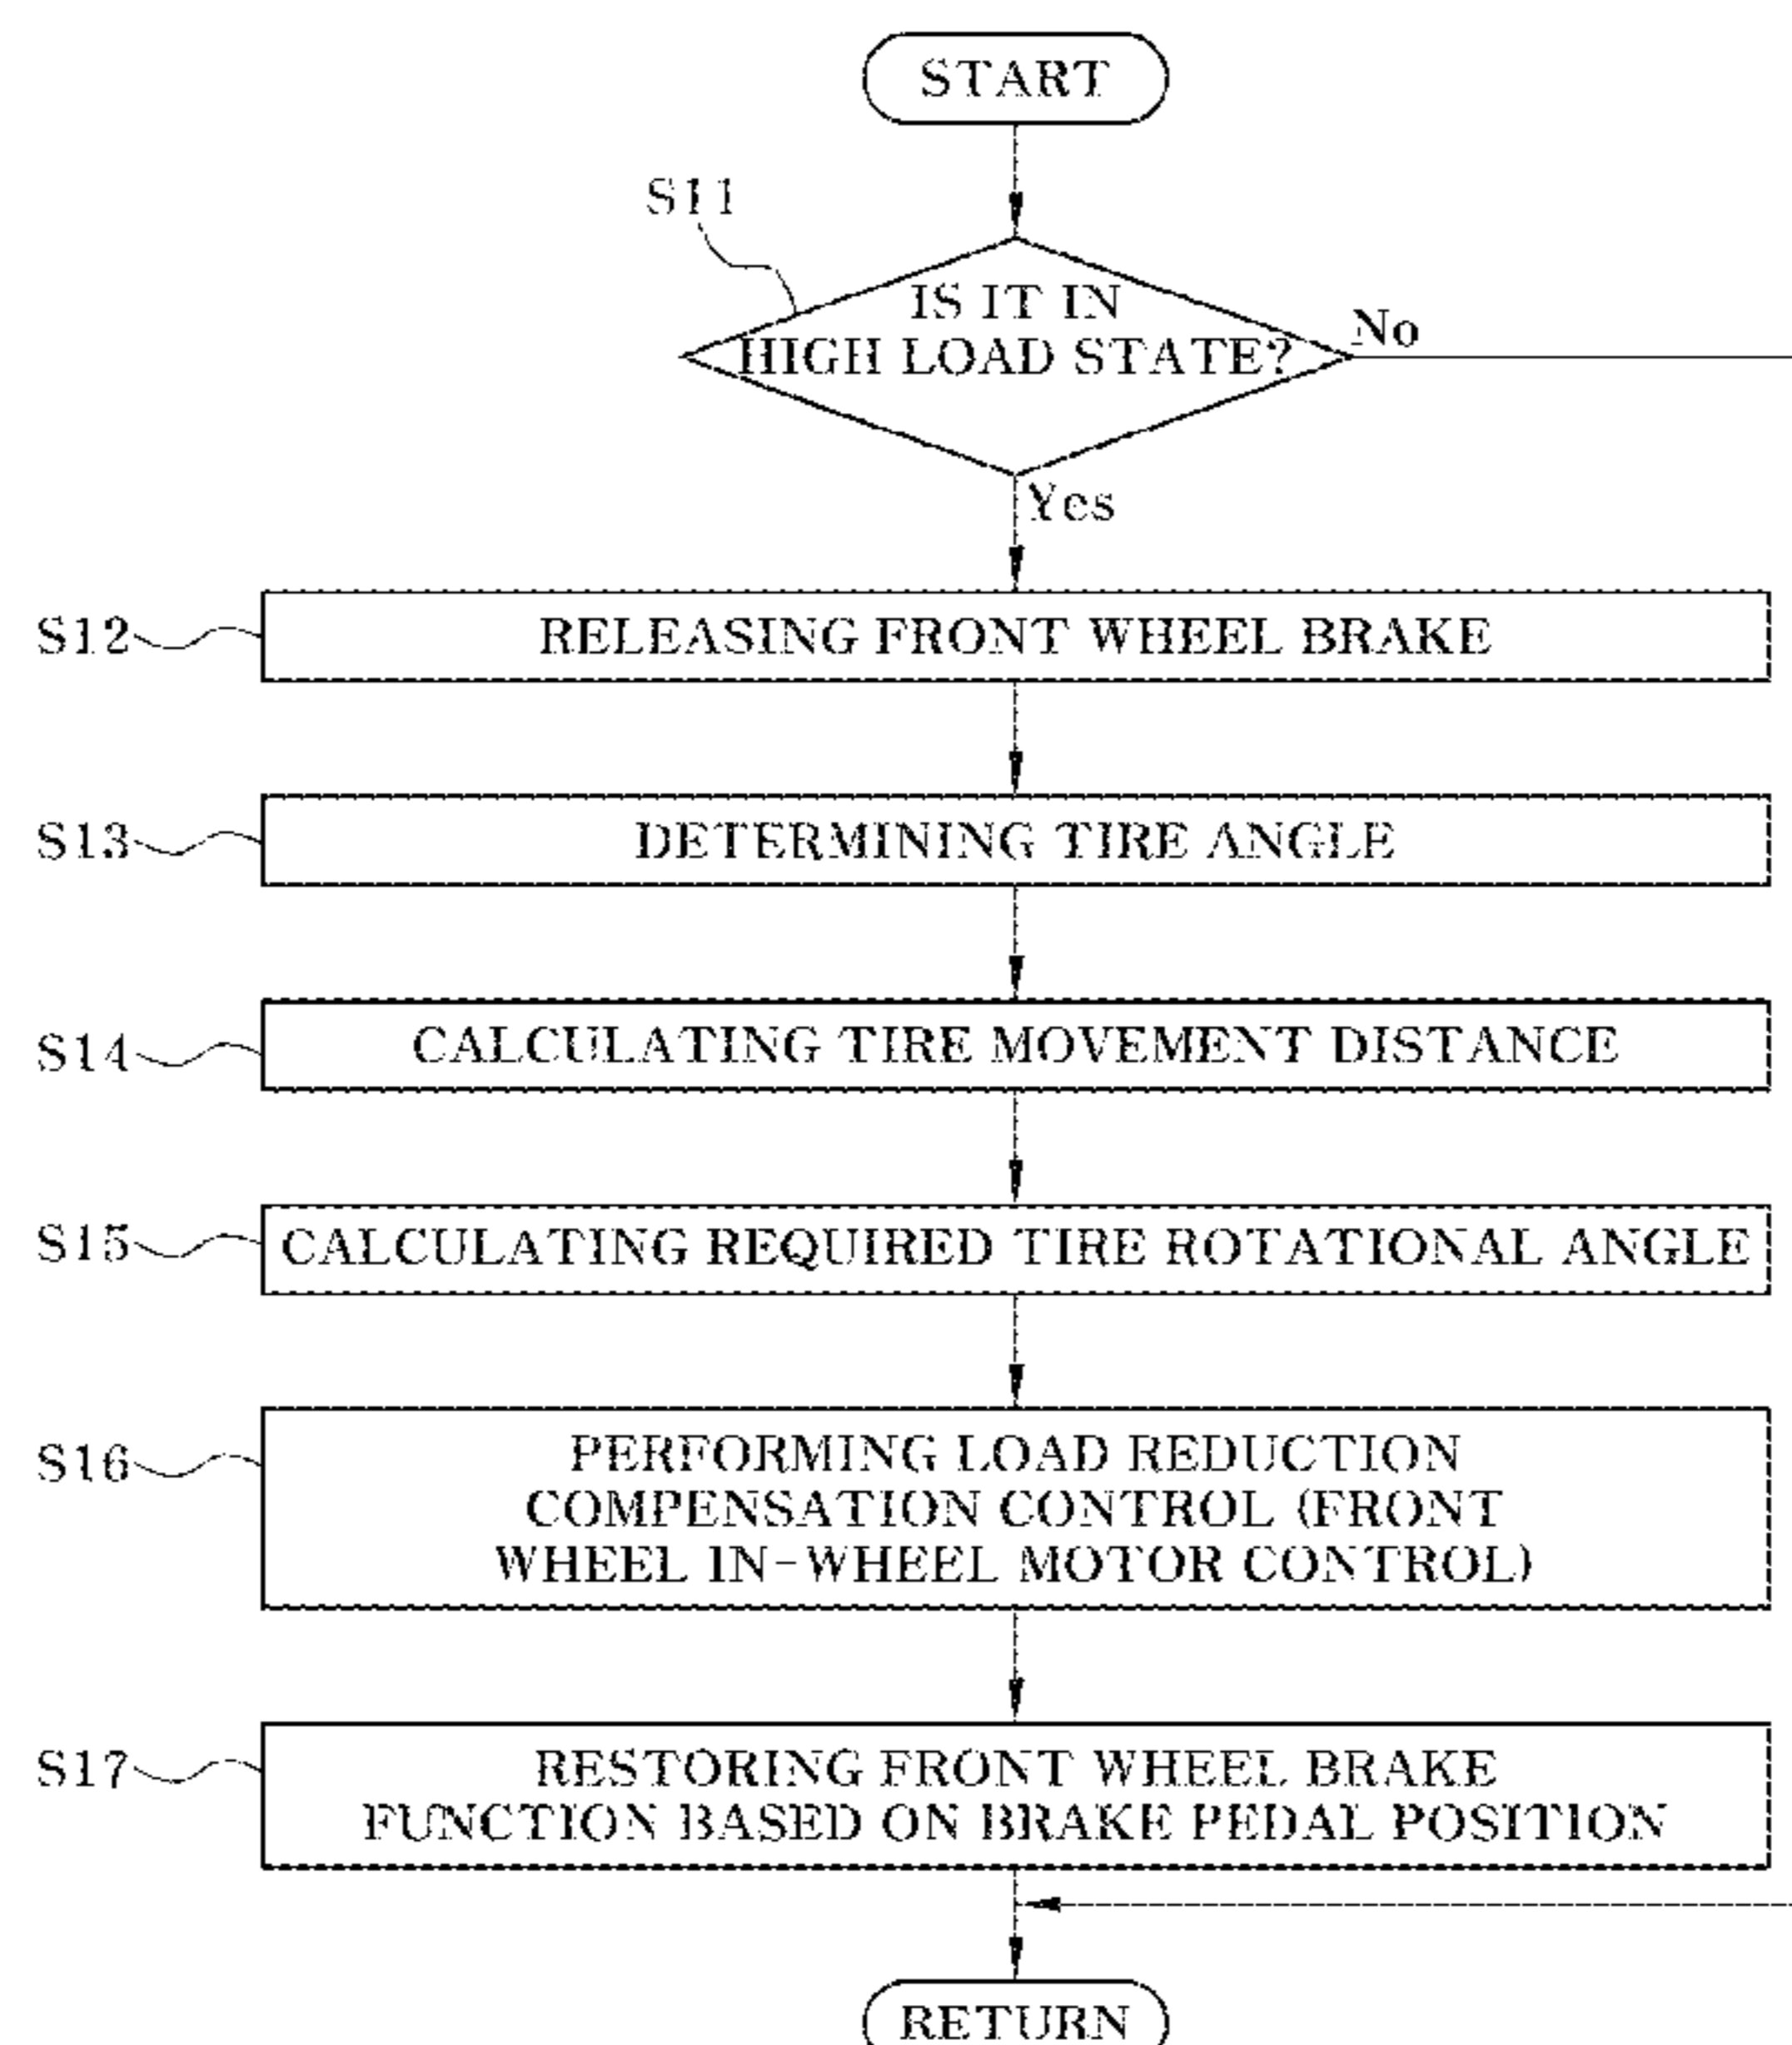 START
S11
IS IT IN
HIGH LOAD STATE?
No
Yes
S12
RELEASING FRONT WHEEL BRAKE
S13
DETERMINING TIRE ANGLE
S14
CALCULATING TIRE MOVEMENT DISTANCE
S15
CALCULATING REQUIRED TIRE ROTATIONAL ANGLE
S16
PERFORMING LOAD REDUCTION
COMPENSATION CONTROL (FRONT
WHEEL IN-WHEEL MOTOR CONTROL)
S17
RESTORING FRONT WHEEL BRAKE
FUNCTION BASED ON BRAKE PEDAL POSITION
RETURN